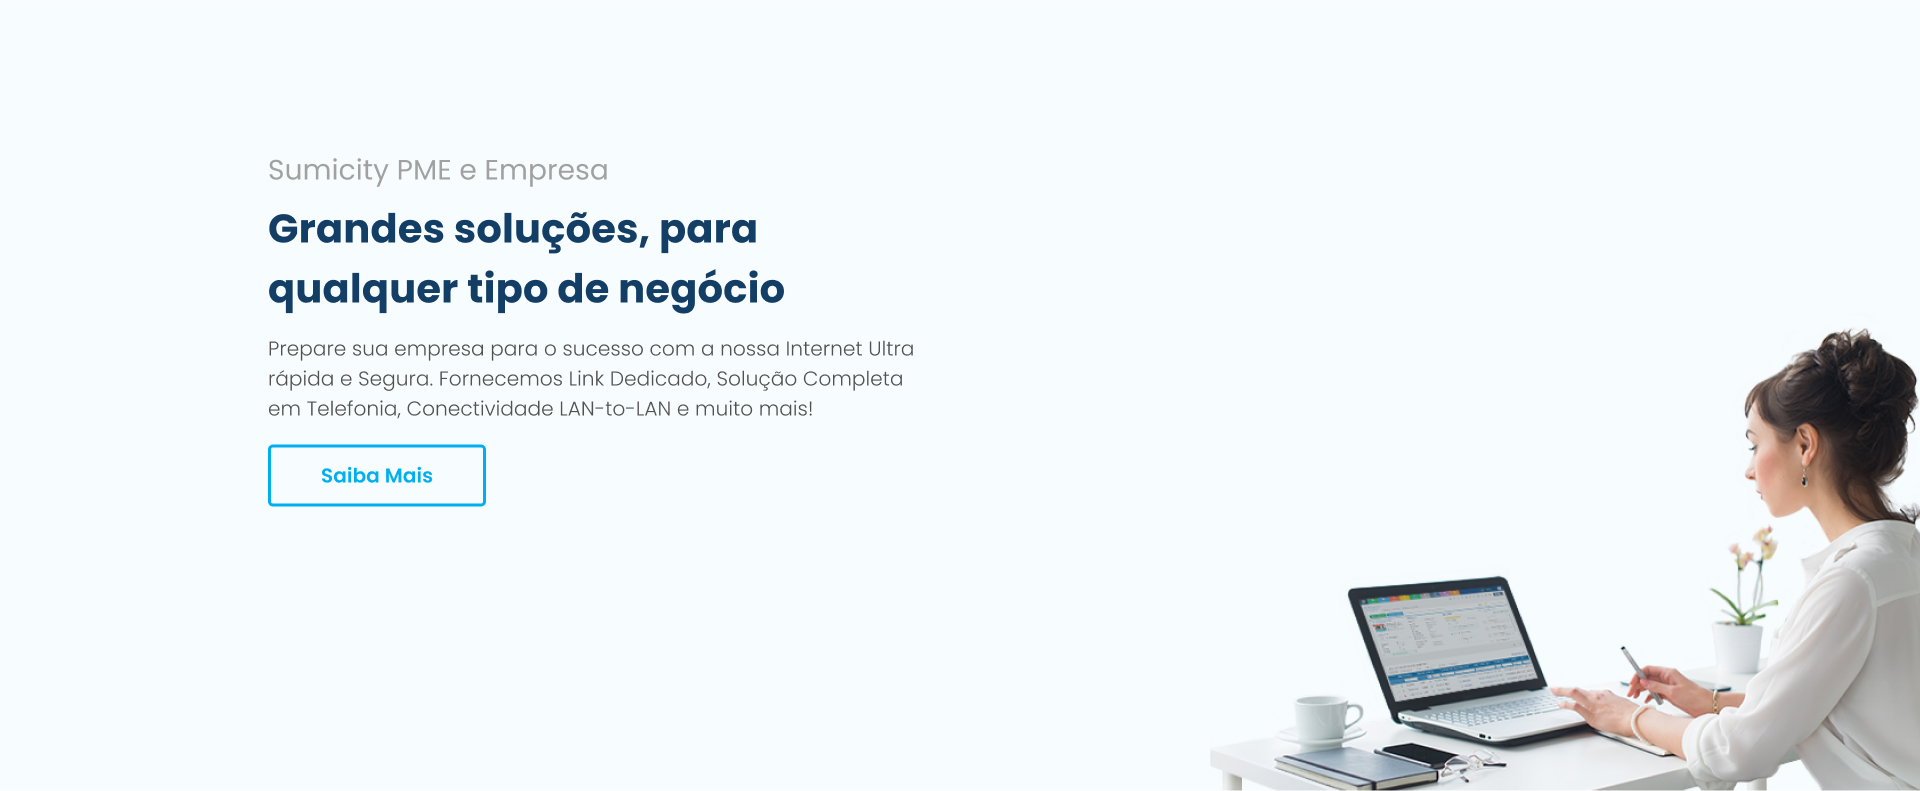 Sumicity PME e Empresa
Grandes soluções, para
qualquer tipo de negócio
Prepare sua empresa para o sucesso com a nossa Internet Ultra
rápida e Segura. Fornecemos Link Dedicado, Solução Completa
em Telefonia, Conectividade LAN-to-LAN e muito mais!
Saiba Mais